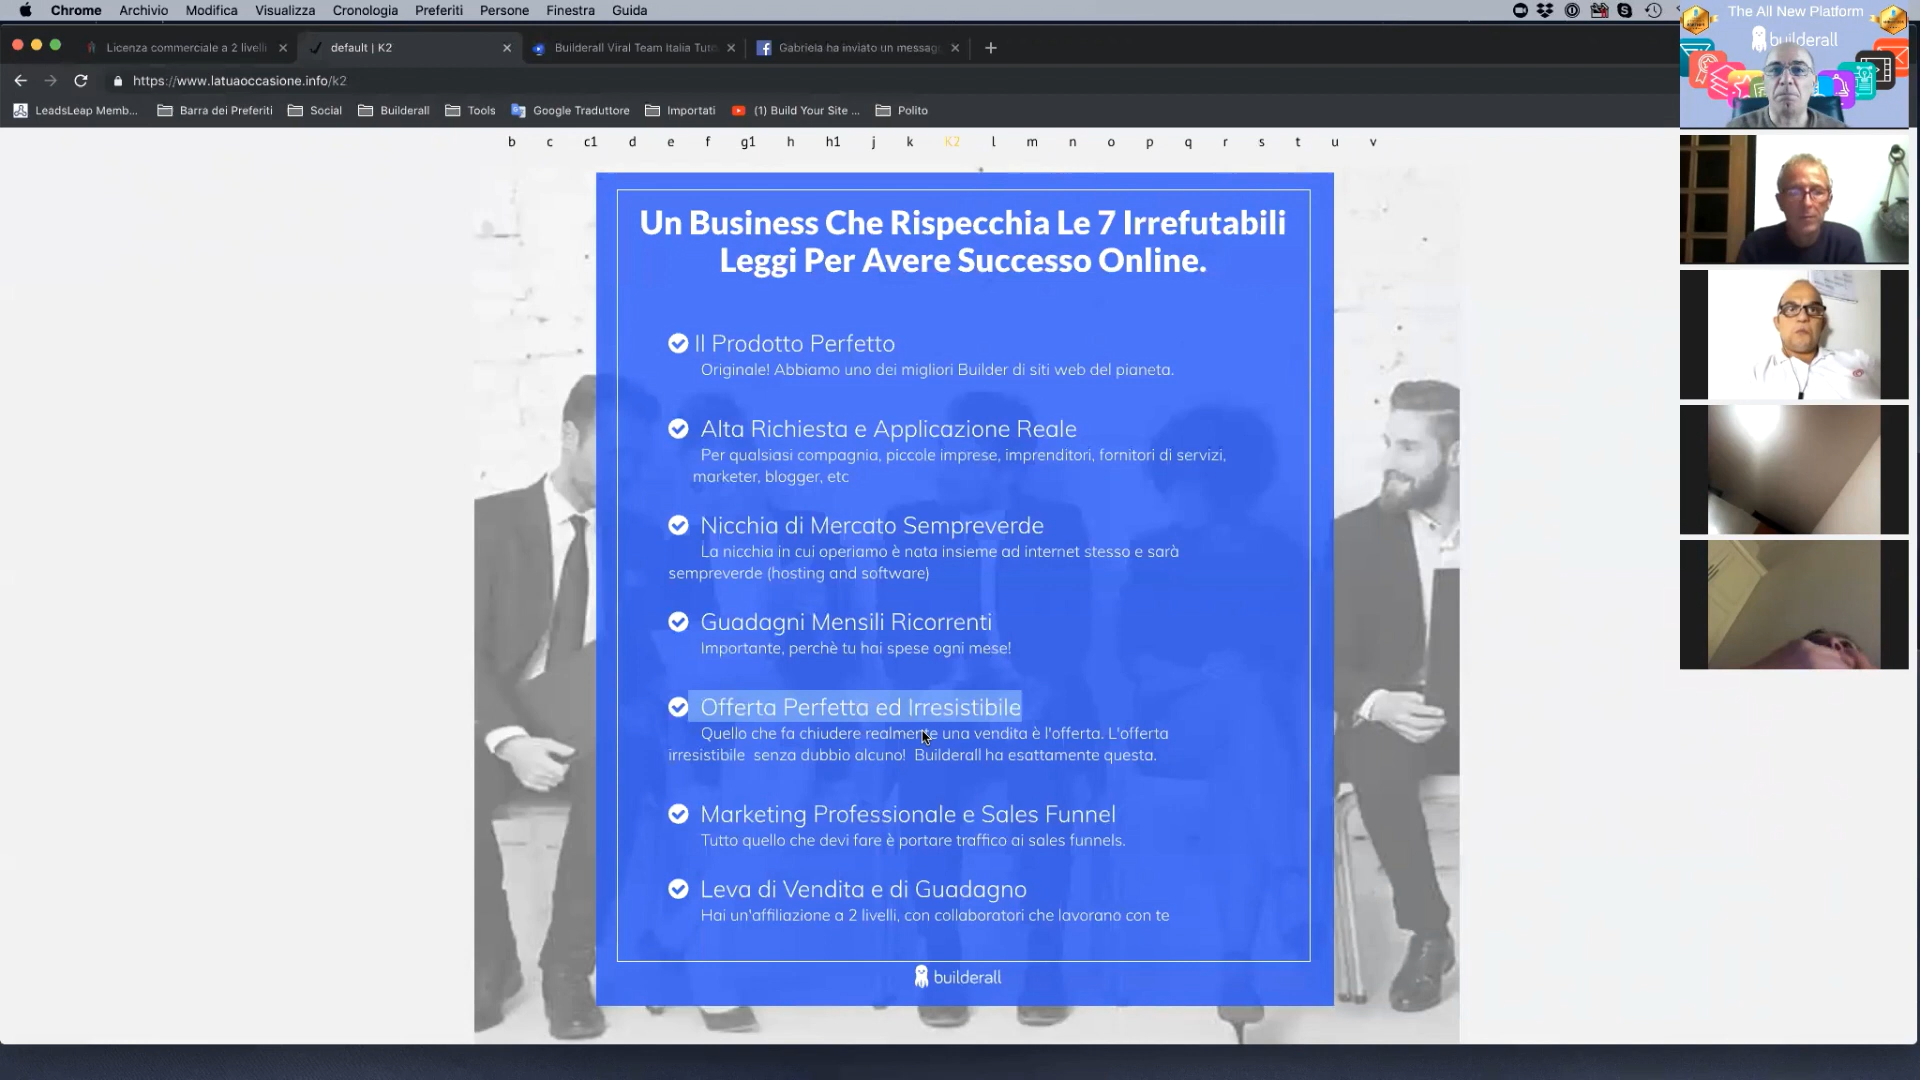 Chrome Archivio Modifica Visualizza Cronologia Preferiti Persone Finestra Guida
Licenza commerciale a 2 livelli
default | K2
Builderall Viral Team Italia Tuto
Gabriela ha inviato un messag
https://www.latuaoccasione.info/k2
LeadsLeap Memb... Barra dei Preferiti Social Builderall Tools Google Traduttore Importati (1) Build Your Site ... Polito
The All New Platform
builderall
b c c1 d e f g1 h h1 j k K2 l m n o p q r s t u v
Un Business Che Rispecchia Le 7 Irrefutabili
Leggi Per Avere Successo Online.
Il Prodotto Perfetto
Originale! Abbiamo uno dei migliori Builder di siti web del pianeta.
Alta Richiesta e Applicazione Reale
Per qualsiasi compagnia, piccole imprese, imprenditori, fornitori di servizi,
marketer, blogger, etc
Nicchia di Mercato Sempreverde
La nicchia in cui operiamo è nata insieme ad internet stesso e sarà
sempreverde (hosting and software)
Guadagni Mensili Ricorrenti
Importante, perchè tu hai spese ogni mese!
Offerta Perfetta ed Irresistibile
Quello che fa chiudere realmente una vendita è l'offerta. L'offerta
irresistibile senza dubbio alcuno! Builderall ha esattamente questa.
Marketing Professionale e Sales Funnel
Tutto quello che devi fare è portare traffico ai sales funnels.
Leva di Vendita e di Guadagno
Hai un'affiliazione a 2 livelli, con collaboratori che lavorano con te
builderall